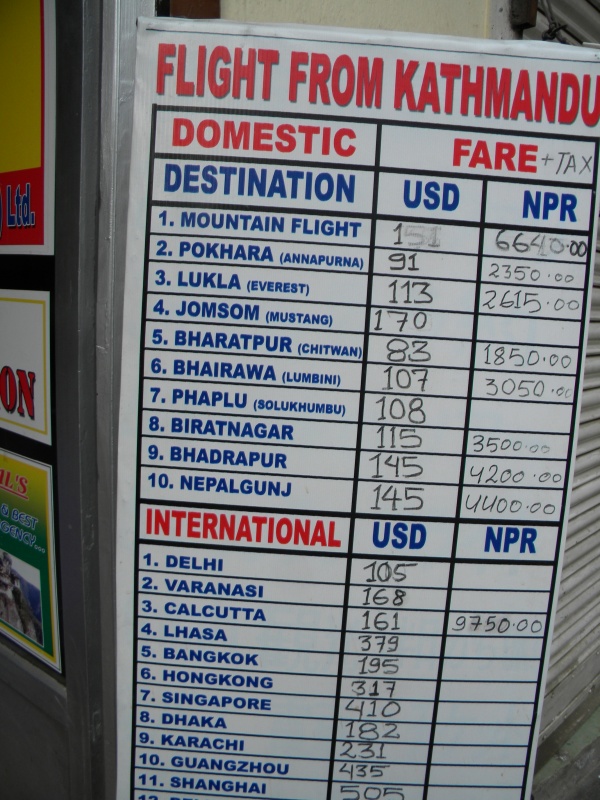 FLIGHT FROM KATHMANDU
DOMESTIC FARE + TAX
DESTINATION USD NPR
1. MOUNTAIN FLIGHT 151 6640.00
2. POKHARA (ANNAPURNA) 91 2350.00
3. LUKLA (EVEREST) 113 2615.00
4. JOMSOM (MUSTANG) 170
5. BHARATPUR (CHITWAN) 83 1850.00
6. BHAIRAWA (LUMBINI) 107 3050.00
7. PHAPLU (SOLUKHUMBU) 108
8. BIRATNAGAR 115 3500.00
9. BHADRAPUR 145 4200.00
10. NEPALGUNJ 145 4400.00
INTERNATIONAL USD NPR
1. DELHI 105
2. VARANASI 168
3. CALCUTTA 161 9750.00
4. LHASA 379
5. BANGKOK 195
6. HONGKONG 317
7. SINGAPORE 410
8. DHAKA 182
9. KARACHI 231
10. GUANGZHOU 435
11. SHANGHAI 505
Ltd.
ON
& BEST